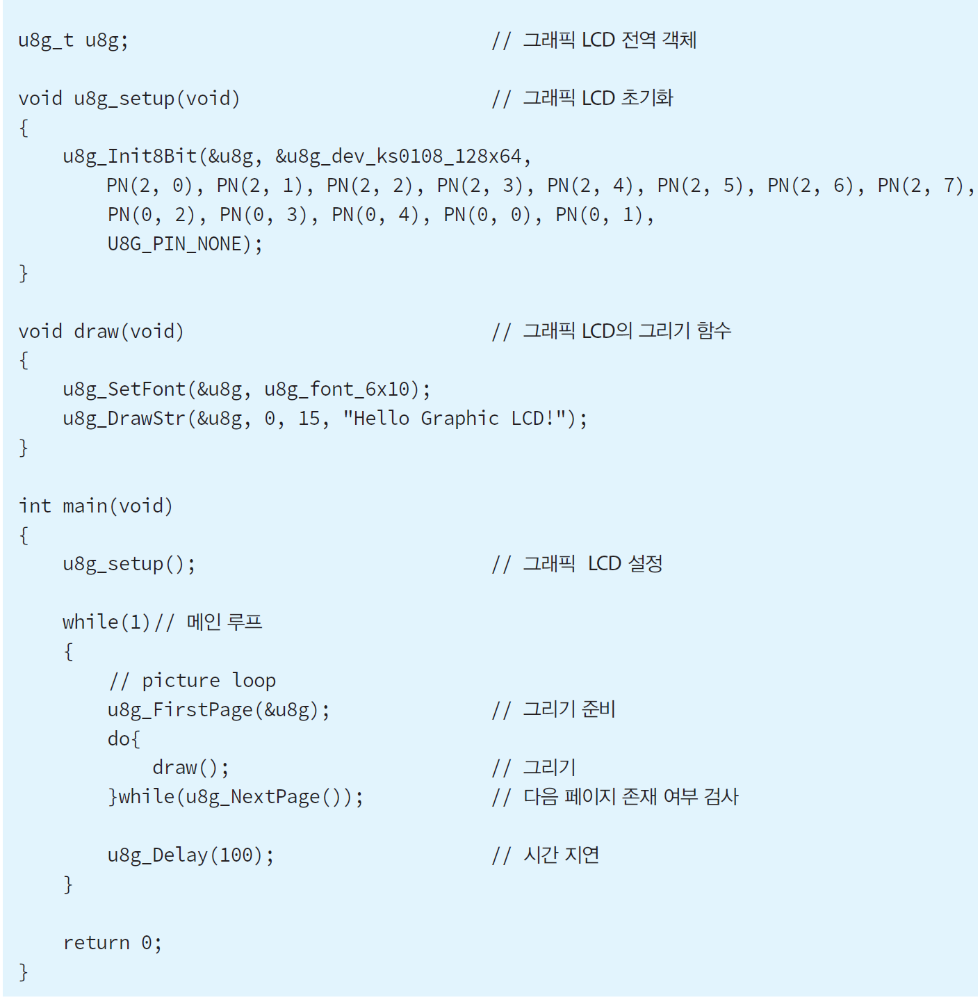 u8g_t u8g; // 그래픽 LCD 전역 객체
void u8g_setup(void) // 그래픽 LCD 초기화
{
u8g_Init8Bit(&u8g, &u8g_dev_ks0108_128x64,
PN(2, 0), PN(2, 1), PN(2, 2), PN(2, 3), PN(2, 4), PN(2, 5), PN(2, 6), PN(2, 7),
PN(0, 2), PN(0, 3), PN(0, 4), PN(0, 0), PN(0, 1),
U8G_PIN_NONE);
}
void draw(void) // 그래픽 LCD의 그리기 함수
{
u8g_SetFont(&u8g, u8g_font_6x10);
u8g_DrawStr(&u8g, 0, 15, "Hello Graphic LCD!");
}
int main(void)
{
u8g_setup(); // 그래픽 LCD 설정
while(1)// 메인 루프
{
// picture loop
u8g_FirstPage(&u8g); // 그리기 준비
do{
draw(); // 그리기
}while(u8g_NextPage()); // 다음 페이지 존재 여부 검사
u8g_Delay(100); // 시간 지연
}
return 0;
}